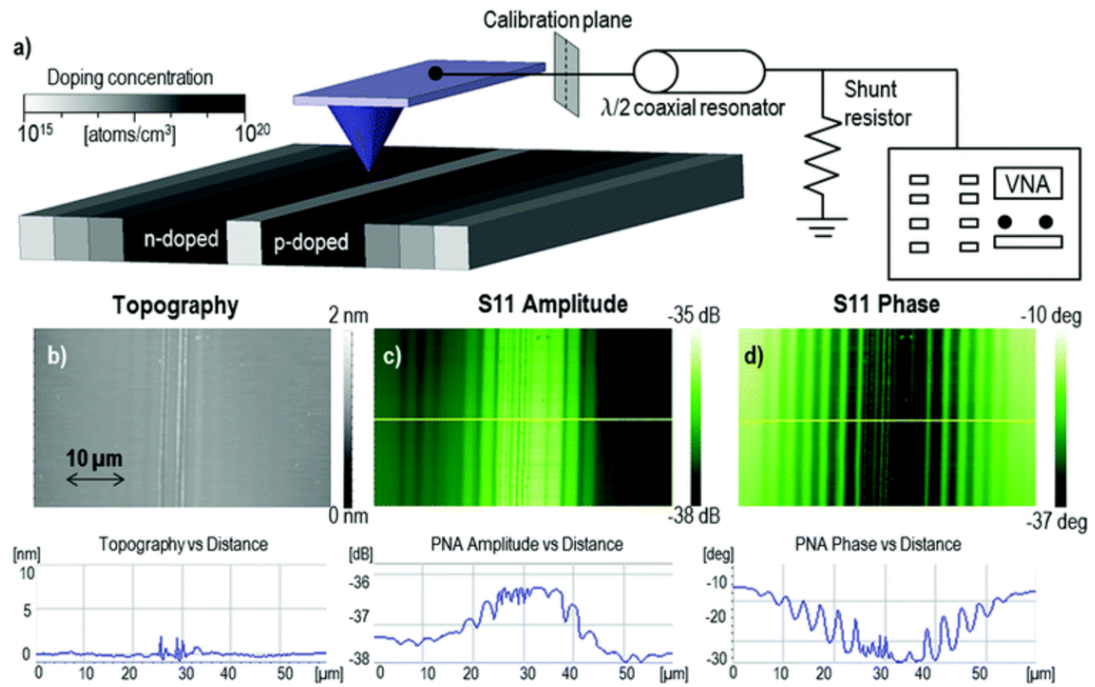 a)
Calibration plane
Doping concentration
10^15 [atoms/cm³] 10^20
λ/2 coaxial resonator
Shunt
resistor
VNA
n-doped p-doped
Topography
S11 Amplitude
S11 Phase
2 nm
-35 dB
-10 deg
b)
c)
d)
10 µm
0 nm
-38 dB
-37 deg
Topography vs Distance
[nm]
10
5
0
0 10 20 30 40 50 [µm]
PNA Amplitude vs Distance
[dB]
-36
-37
-38
0 10 20 30 40 50 [µm]
PNA Phase vs Distance
[deg]
-10
-20
-30
0 10 20 30 40 50 [µm]